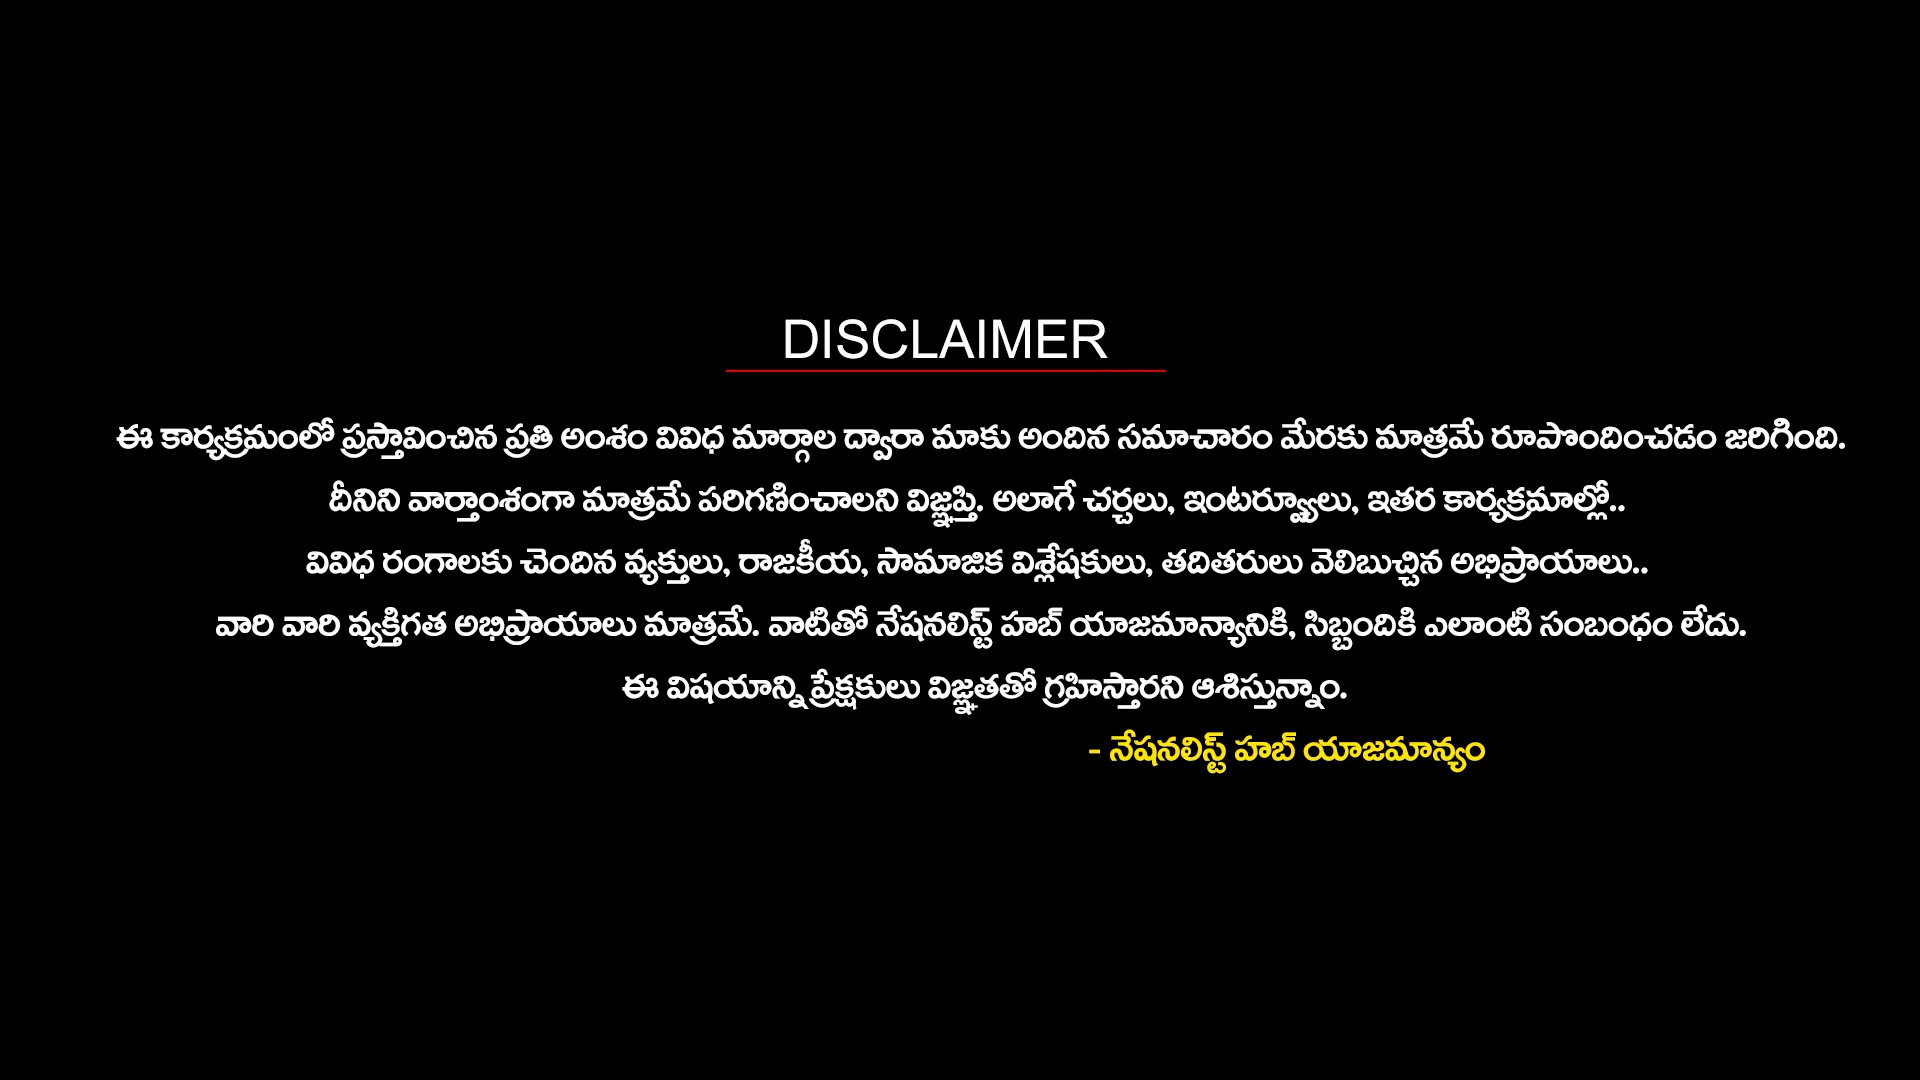 DISCLAIMER
ఈ కార్యక్రమంలో ప్రస్తావించిన ప్రతి అంశం వివిధ మార్గాల ద్వారా మాకు అందిన సమాచారం మేరకు మాత్రమే రూపొందించడం జరిగింది.
దీనిని వార్తాంశంగా మాత్రమే పరిగణించాలని విజ్ఞప్తి. అలాగే చర్చలు, ఇంటర్వ్యూలు, ఇతర కార్యక్రమాల్లో..
వివిధ రంగాలకు చెందిన వ్యక్తులు, రాజకీయ, సామాజిక విశ్లేషకులు, తదితరులు వెలిబుచ్చిన అభిప్రాయాలు..
వారి వారి వ్యక్తిగత అభిప్రాయాలు మాత్రమే. వాటితో నేషనలిస్ట్ హబ్ యాజమాన్యానికి, సిబ్బందికి ఎలాంటి సంబంధం లేదు.
ఈ విషయాన్ని ప్రేక్షకులు విజ్ఞతతో గ్రహిస్తారని ఆశిస్తున్నాం.
- నేషనలిస్ట్ హబ్ యాజమాన్యం